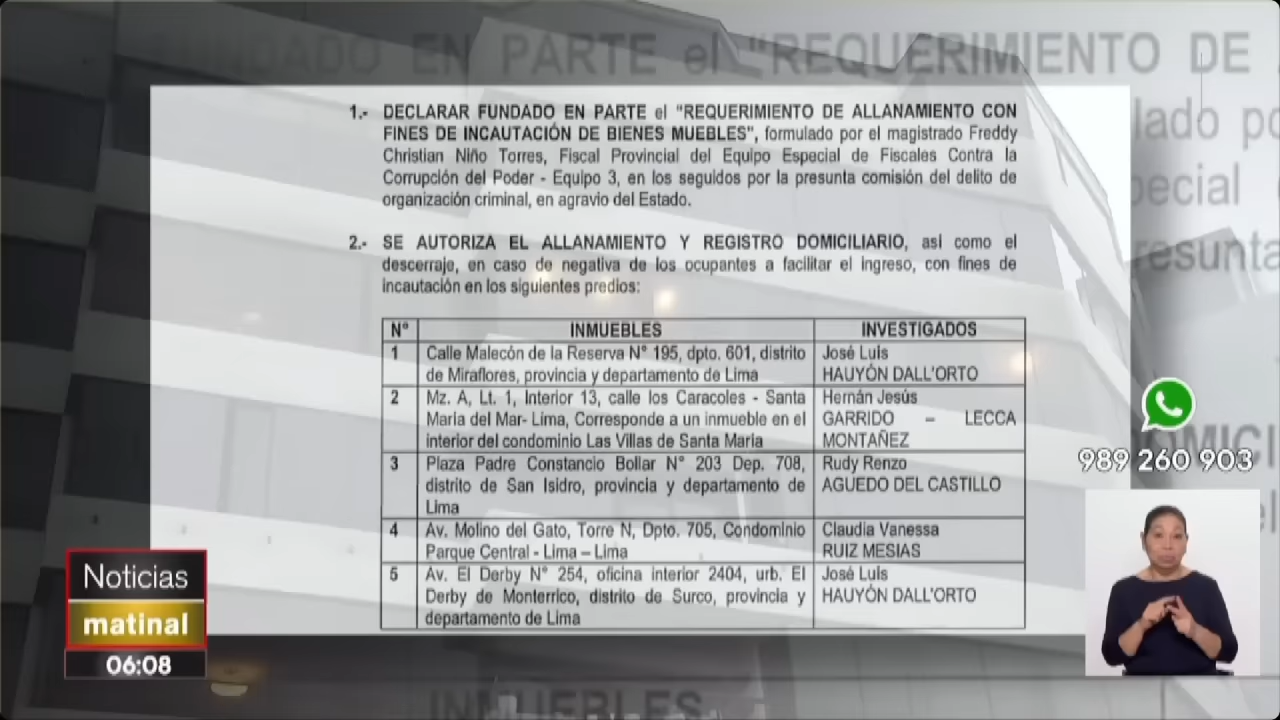 FUNDADO EN PARTE el "REQUERIMIENTO DE
1.- DECLARAR FUNDADO EN PARTE el "REQUERIMIENTO DE ALLANAMIENTO CON
FINES DE INCAUTACIÓN DE BIENES MUEBLES", formulado por el magistrado Freddy
Christian Niño Torres, Fiscal Provincial del Equipo Especial de Fiscales Contra la
Corrupción del Poder - Equipo 3, en los seguidos por la presunta comisión del delito de
organización criminal, en agravio del Estado.
2.- SE AUTORIZA EL ALLANAMIENTO Y REGISTRO DOMICILIARIO, así como el
descerraje, en caso de negativa de los ocupantes a facilitar el ingreso, con fines de
incautación en los siguientes predios:
N° INMUEBLES INVESTIGADOS
1 Calle Malecón de la Reserva N° 195, dpto. 601, distrito José Luis
de Miraflores, provincia y departamento de Lima HAUYÓN DALL'ORTO
2 Mz. A, Lt. 1, Interior 13, calle los Caracoles - Santa Hernán Jesús
Maria del Mar- Lima, Corresponde a un inmueble en el GARRIDO – LECCA
interior del condominio Las Villas de Santa Maria MONTAÑEZ
3 Plaza Padre Constancio Bollar N° 203 Dep. 708, Rudy Renzo
distrito de San Isidro, provincia y departamento de AGUEDO DEL CASTILLO
Lima
4 Av. Molino del Gato, Torre N, Dpto. 705, Condominio Claudia Vanessa
Parque Central - Lima – Lima RUIZ MESIAS
5 Av. El Derby N° 254, oficina interior 2404, urb. El José Luis
Derby de Monterrico, distrito de Surco, provincia y HAUYÓN DALL'ORTO
departamento de Lima
989 260 903
Noticias
matinal
06:08
INMUEBLES